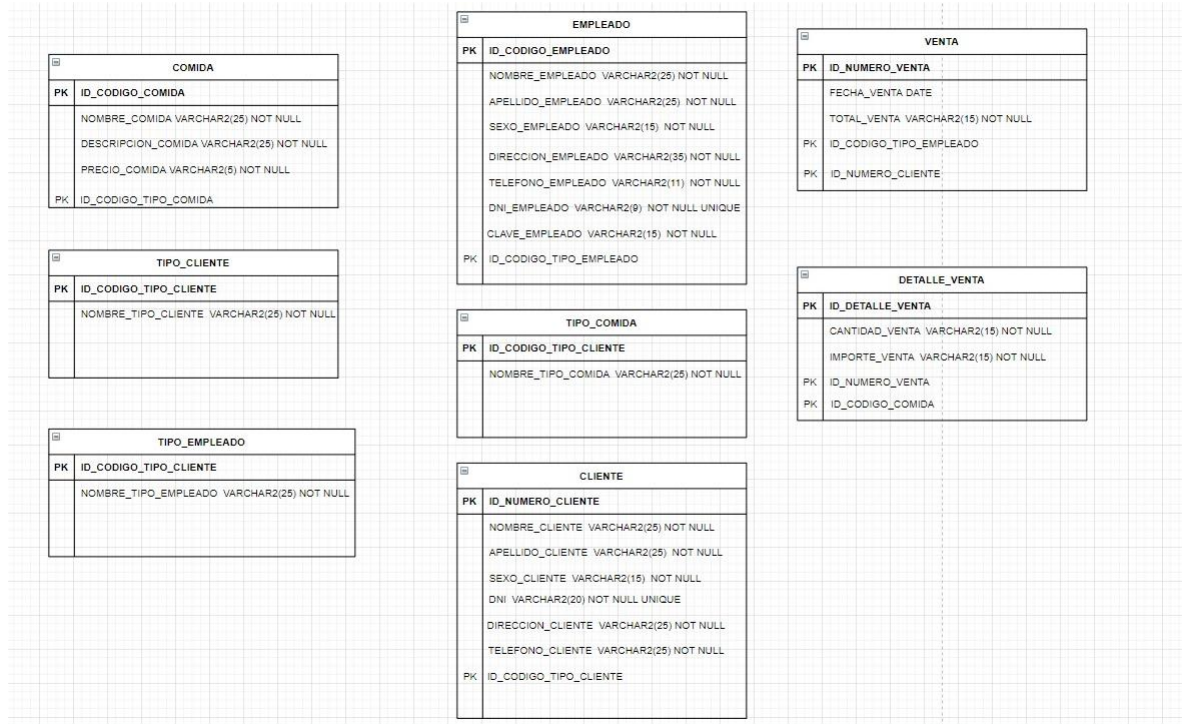 COMIDA
PK ID_CODIGO_COMIDA
NOMBRE_COMIDA VARCHAR2(25) NOT NULL
DESCRIPCION_COMIDA VARCHAR2(25) NOT NULL
PRECIO_COMIDA VARCHAR2(5) NOT NULL
PK ID_CODIGO_TIPO_COMIDA
TIPO_CLIENTE
PK ID_CODIGO_TIPO_CLIENTE
NOMBRE_TIPO_CLIENTE VARCHAR2(25) NOT NULL
TIPO_EMPLEADO
PK ID_CODIGO_TIPO_CLIENTE
NOMBRE_TIPO_EMPLEADO VARCHAR2(25) NOT NULL
EMPLEADO
PK ID_CODIGO_EMPLEADO
NOMBRE_EMPLEADO VARCHAR2(25) NOT NULL
APELLIDO_EMPLEADO VARCHAR2(25) NOT NULL
SEXO_EMPLEADO VARCHAR2(15) NOT NULL
DIRECCION_EMPLEADO VARCHAR2(35) NOT NULL
TELEFONO_EMPLEADO VARCHAR2(11) NOT NULL
DNI_EMPLEADO VARCHAR2(9) NOT NULL UNIQUE
CLAVE_EMPLEADO VARCHAR2(15) NOT NULL
PK ID_CODIGO_TIPO_EMPLEADO
TIPO_COMIDA
PK ID_CODIGO_TIPO_CLIENTE
NOMBRE_TIPO_COMIDA VARCHAR2(25) NOT NULL
CLIENTE
PK ID_NUMERO_CLIENTE
NOMBRE_CLIENTE VARCHAR2(25) NOT NULL
APELLIDO_CLIENTE VARCHAR2(25) NOT NULL
SEXO_CLIENTE VARCHAR2(15) NOT NULL
DNI VARCHAR2(20) NOT NULL UNIQUE
DIRECCION_CLIENTE VARCHAR2(25) NOT NULL
TELEFONO_CLIENTE VARCHAR2(25) NOT NULL
PK ID_CODIGO_TIPO_CLIENTE
VENTA
PK ID_NUMERO_VENTA
FECHA_VENTA DATE
TOTAL_VENTA VARCHAR2(15) NOT NULL
PK ID_CODIGO_TIPO_EMPLEADO
PK ID_NUMERO_CLIENTE
DETALLE_VENTA
PK ID_DETALLE_VENTA
CANTIDAD_VENTA VARCHAR2(15) NOT NULL
IMPORTE_VENTA VARCHAR2(15) NOT NULL
PK ID_NUMERO_VENTA
PK ID_CODIGO_COMIDA